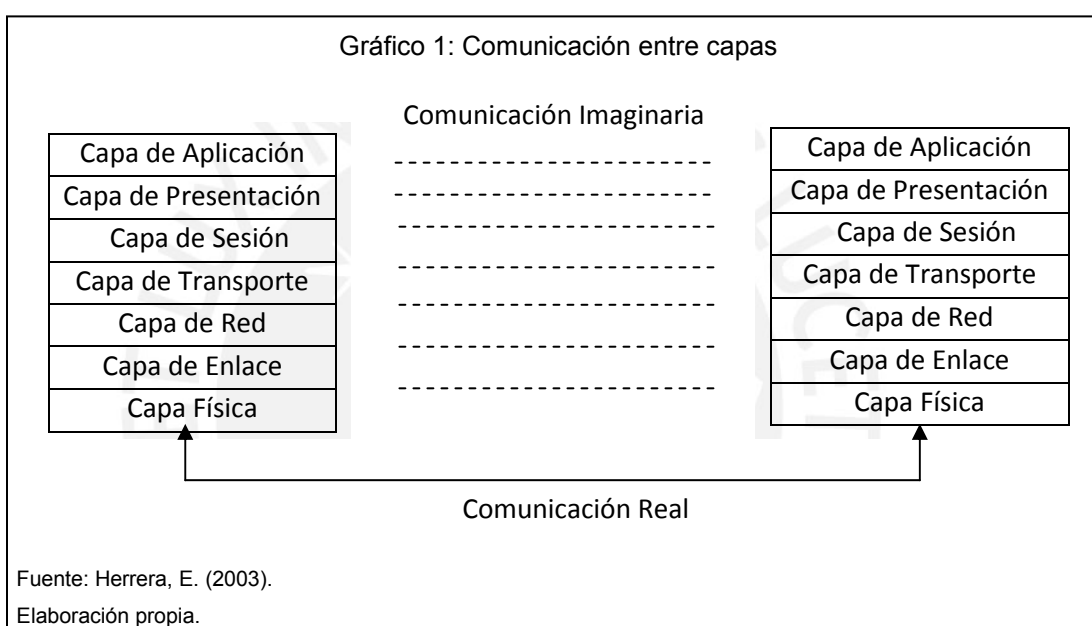 Gráfico 1: Comunicación entre capas
Comunicación Imaginaria
Capa de Aplicación
Capa de Presentación
Capa de Sesión
Capa de Transporte
Capa de Red
Capa de Enlace
Capa Física
Capa de Aplicación
Capa de Presentación
Capa de Sesión
Capa de Transporte
Capa de Red
Capa de Enlace
Capa Física
Comunicación Real
Fuente: Herrera, E. (2003).
Elaboración propia.